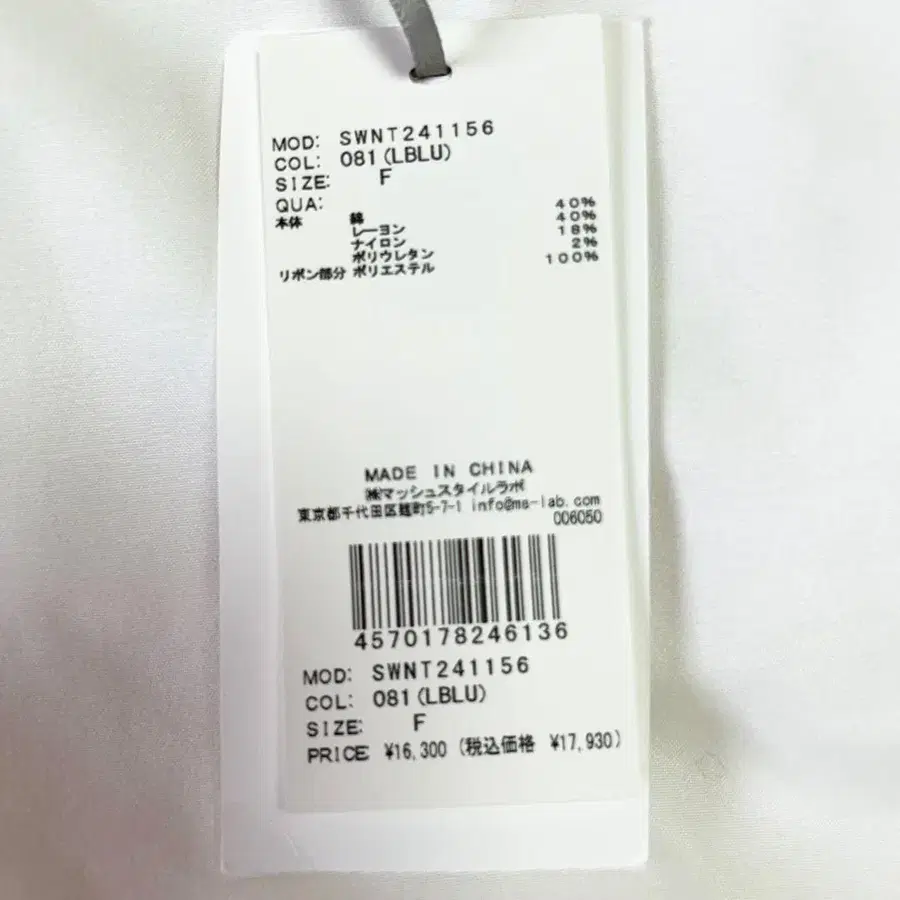 MOD: SWNT241156
COL: 081(LBLU)
SIZE: F
QUA:
本体 綿 40%
レーヨン 40%
ナイロン 18%
ポリウレタン 2%
リボン部分 ポリエステル 100%
MADE IN CHINA
㈱マッシュスタイルラボ
東京都千代田区麹町5-7-1 info@ms-lab.com
006050
4570178246136
MOD: SWNT241156
COL: 081(LBLU)
SIZE: F
PRICE ¥16,300 (税込価格 ¥17,930)